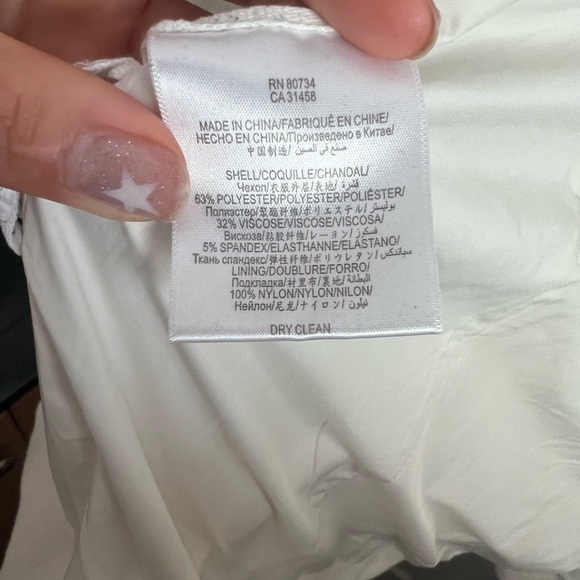 RN 80734
CA 31458
MADE IN CHINA/FABRIQUÉ EN CHINE/
HECHO EN CHINA/Произведено в Китае/
中国制造/ صنع في الصين/
SHELL/COQUILLE/CHANDAL/
Чехол/衣服外层/表地/ قشرة/
63% POLYESTER/POLYESTER/POLIÉSTER/
Полиэстер/聚酯纤维/ポリエステル/ بوليستر/
32% VISCOSE/VISCOSE/VISCOSA/
Вискоза/粘胶纤维/レーヨン/ فسكوز/
5% SPANDEX/ELASTHANNE/ELASTANO/
Ткань спандекс/弹性纤维/ポリウレタン/ سباندكس/
LINING/DOUBLURE/FORRO/
Подкладка/衬里布/裏地/ البطانة/
100% NYLON/NYLON/NILON/
Нейлон/尼龙/ナイロン/ نيلون/
DRY CLEAN